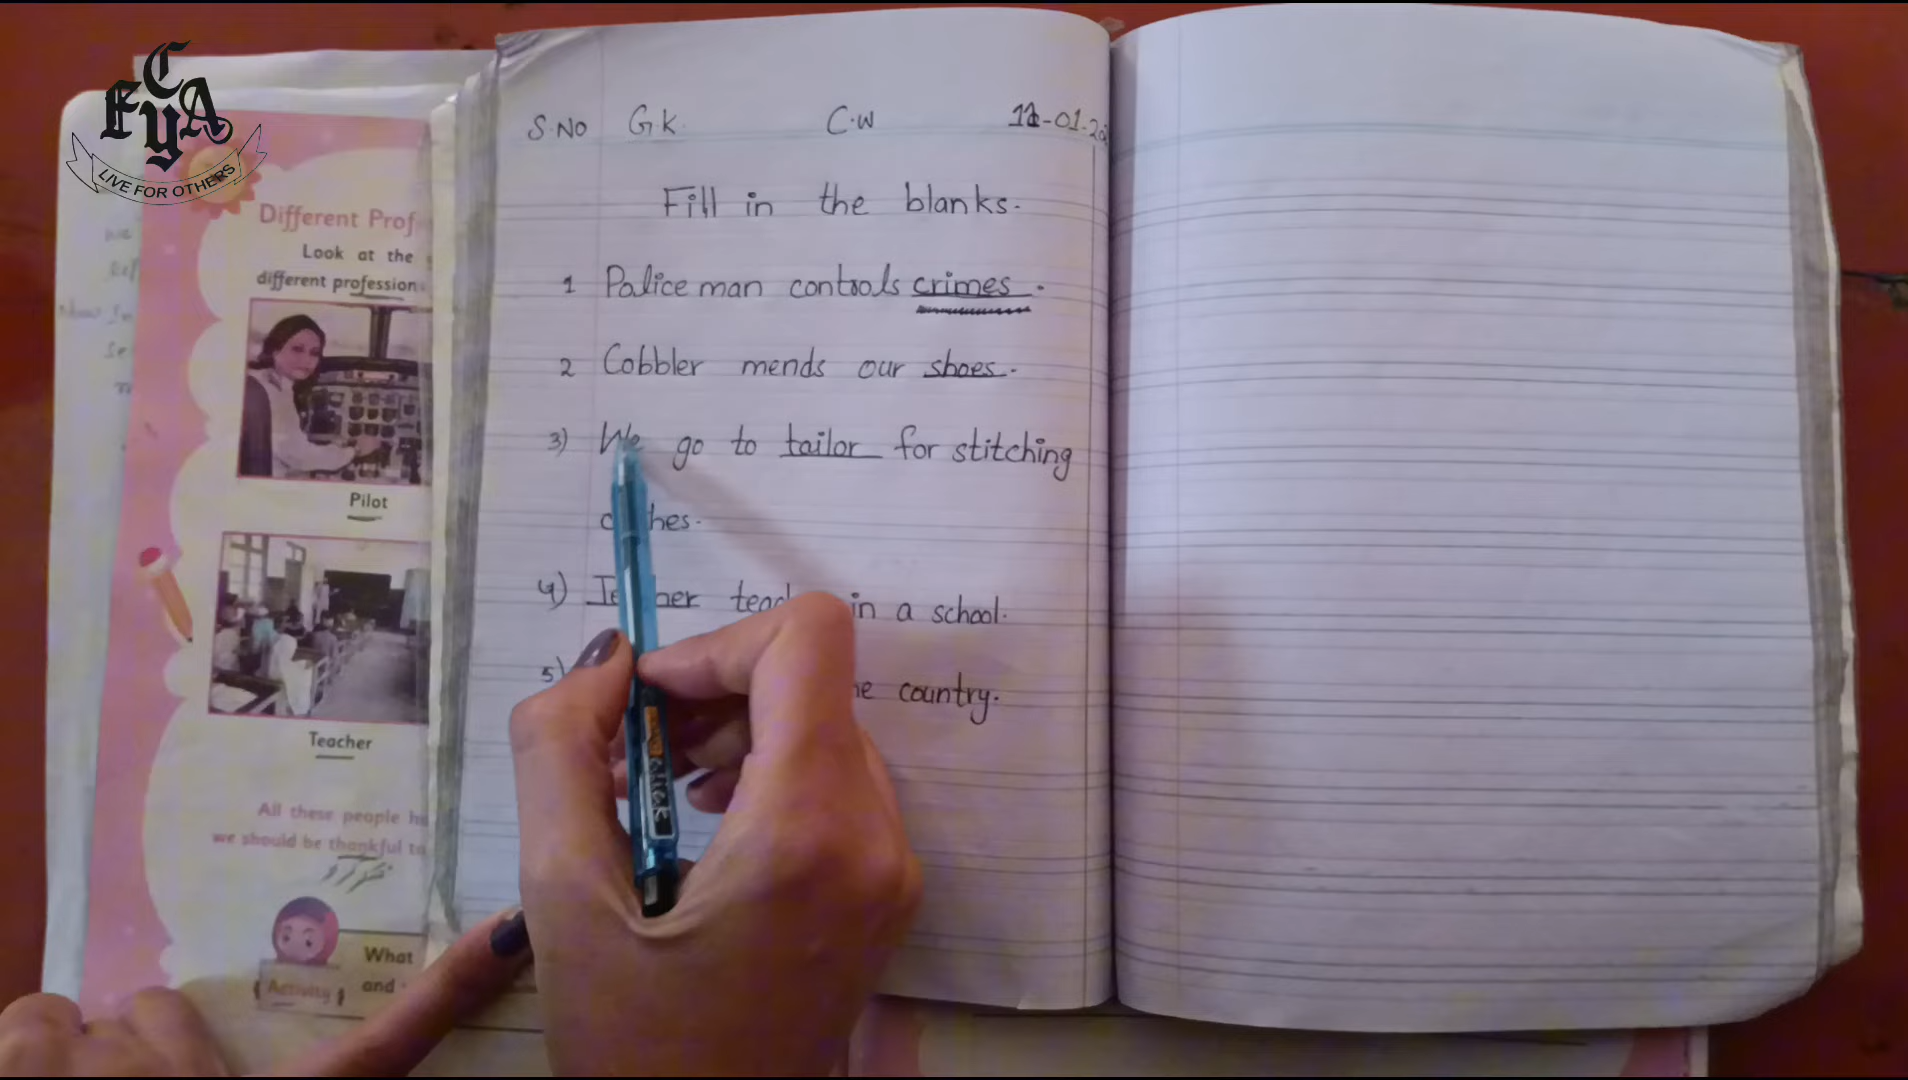 E C Y A
LIVE FOR OTHERS
Different Prof
Look at the
different profession
Pilot
Teacher
All these people
we should be thankful to
What
Activity and
S.No G.k. C.W
Fill in the blanks.
1 Police man controls crimes.
2 Cobbler mends our shoes.
3) We go to tailor for stitching
hes.
4) in a school.
5) country.
olick